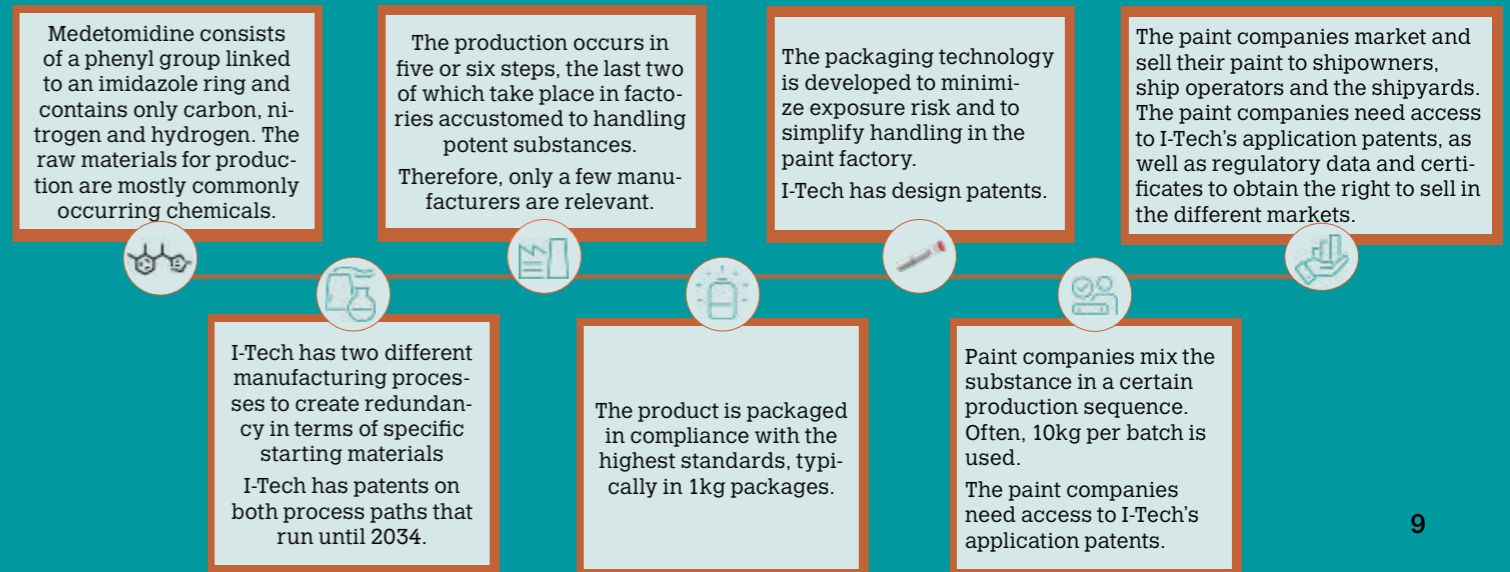 Medetomidine consists
of a phenyl group linked
to an imidazole ring and
contains only carbon, ni-
trogen and hydrogen. The
raw materials for produc-
tion are mostly commonly
occurring chemicals.
I-Tech has two different
manufacturing proces-
ses to create redundan-
cy in terms of specific
starting materials
I-Tech has patents on
both process paths that
run until 2034.
The production occurs in
five or six steps, the last two
of which take place in facto-
ries accustomed to handling
potent substances.
Therefore, only a few manu-
facturers are relevant.
The product is packaged
in compliance with the
highest standards, typi-
cally in 1kg packages.
The packaging technology
is developed to minimi-
ze exposure risk and to
simplify handling in the
paint factory.
I-Tech has design patents.
Paint companies mix the
substance in a certain
production sequence.
Often, 10kg per batch is
used.
The paint companies
need access to I-Tech's
application patents.
The paint companies market and
sell their paint to shipowners,
ship operators and the shipyards.
The paint companies need access
to I-Tech's application patents, as
well as regulatory data and certi-
ficates to obtain the right to sell in
the different markets.
9